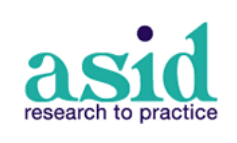 asid
research to practice